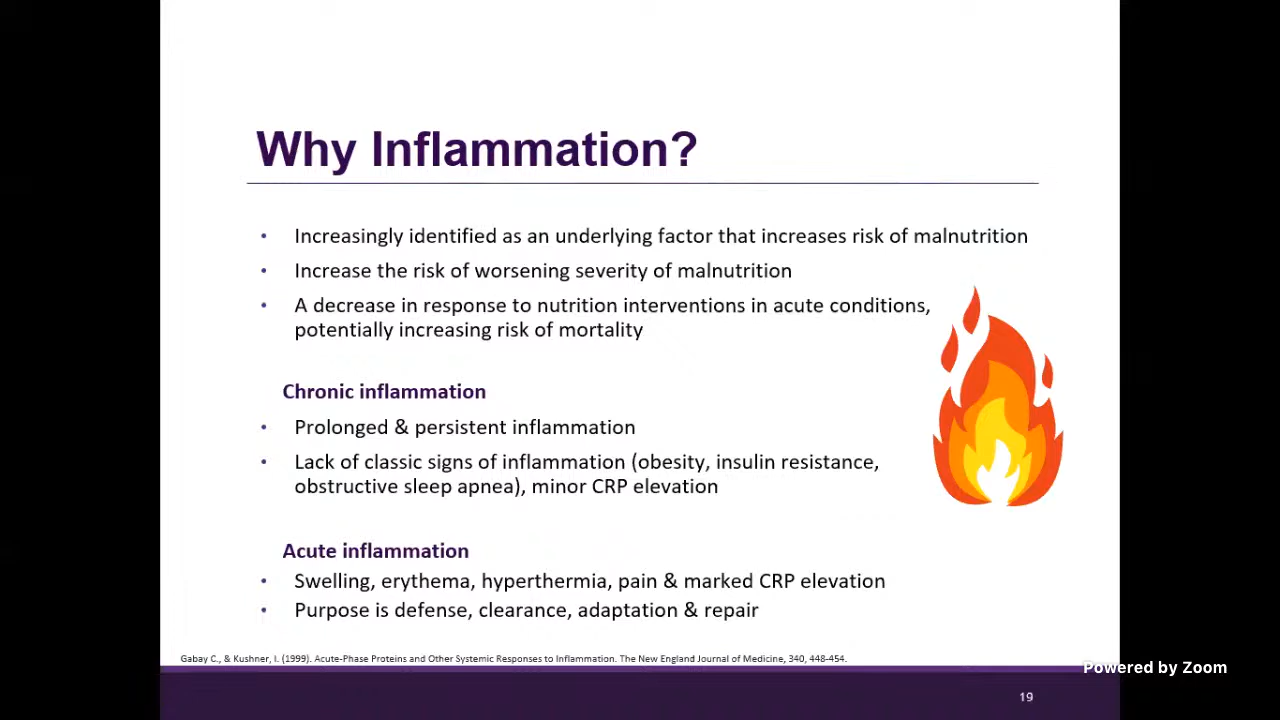 Why Inflammation?
• Increasingly identified as an underlying factor that increases risk of malnutrition
• Increase the risk of worsening severity of malnutrition
• A decrease in response to nutrition interventions in acute conditions,
potentially increasing risk of mortality
Chronic inflammation
• Prolonged & persistent inflammation
• Lack of classic signs of inflammation (obesity, insulin resistance,
obstructive sleep apnea), minor CRP elevation
Acute inflammation
• Swelling, erythema, hyperthermia, pain & marked CRP elevation
• Purpose is defense, clearance, adaptation & repair
Gabay C., & Kushner, I. (1999). Acute-Phase Proteins and Other Systemic Responses to Inflammation. The New England Journal of Medicine, 340, 448-454.
Powered by Zoom
19